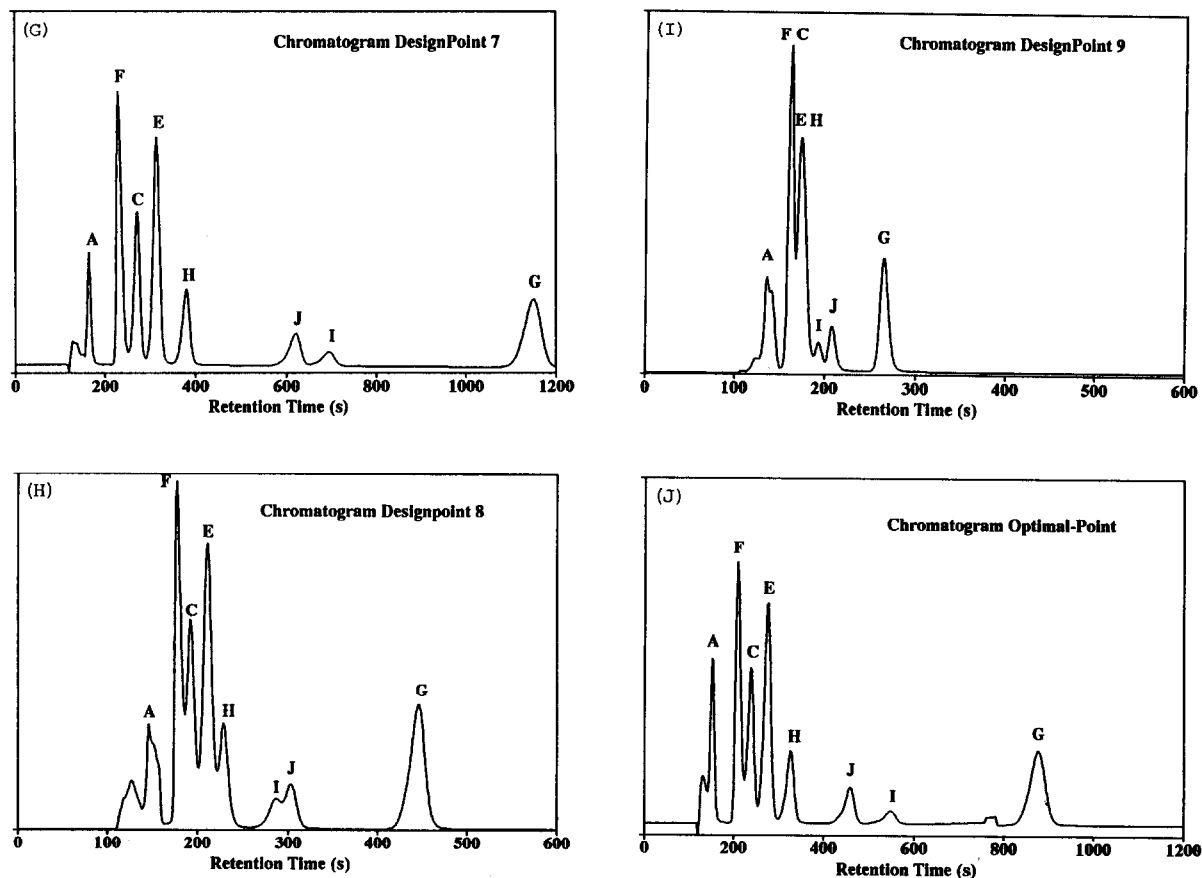 (G)
Chromatogram DesignPoint 7
F
E
C
A
H
J
I
G
0 200 400 600 800 1000 1200
Retention Time (s)
(I)
F C
Chromatogram DesignPoint 9
E H
G
A
I J
0 100 200 300 400 500 600
Retention Time (s)
(H)
F
Chromatogram Designpoint 8
E
C
G
A
H
I J
0 100 200 300 400 500 600
Retention Time (s)
(J)
Chromatogram Optimal-Point
F
E
A
C
H
G
J
I
0 200 400 600 800 1000 1200
Retention Time (s)